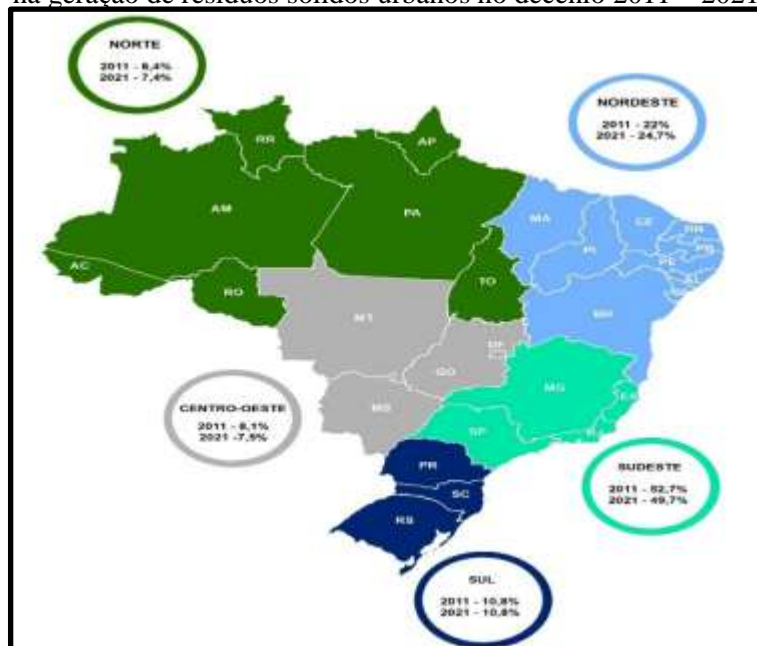 na geração de resíduos sólidos urbanos no decênio 2011 – 2021
NORTE
2011 - 6,4%
2021 - 7,4%
NORDESTE
2011 - 22%
2021 - 24,7%
RR
AP
AM
PA
MA
CE
RN
PB
PI
PE
AL
AC
RO
TO
MT
DF
GO
MG
ES
MS
SP
CENTRO-OESTE
2011 - 8,1%
2021 -7,5%
SUDESTE
2011 - 52,7%
2021 - 49,7%
PR
SC
RS
SUL
2011 - 10,8%
2021 - 10,8%